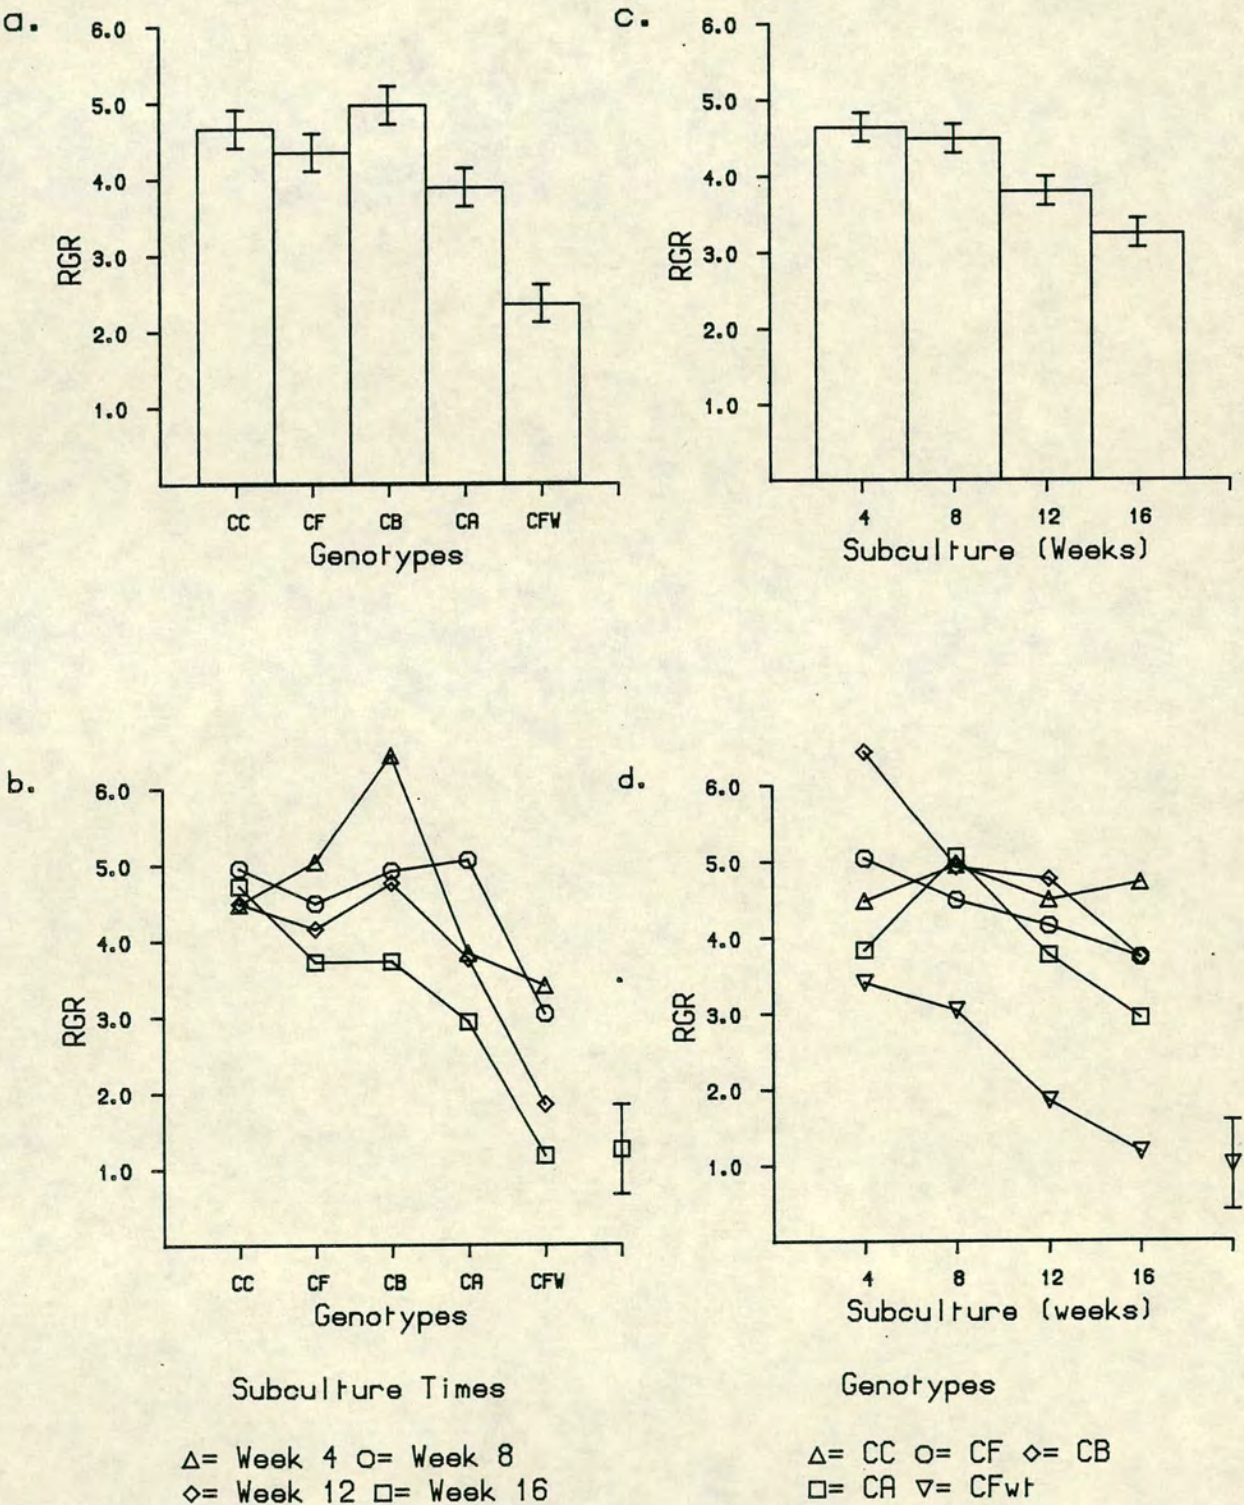 a.
6.0
5.0
4.0
3.0
2.0
1.0
RGR
CC CF CB CA CFW
Genotypes
c.
6.0
5.0
4.0
3.0
2.0
1.0
RGR
4 8 12 16
Subculture (Weeks)
b.
6.0
5.0
4.0
3.0
2.0
1.0
RGR
CC CF CB CA CFW
Genotypes
Subculture Times
△= Week 4 ○= Week 8
◇= Week 12 □= Week 16
d.
6.0
5.0
4.0
3.0
2.0
1.0
RGR
4 8 12 16
Subculture (weeks)
Genotypes
△= CC ○= CF ◇= CB
□= CA ▽= CFwt